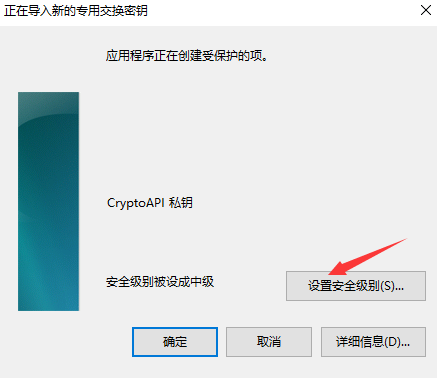 正在导入新的专用交换密钥
应用程序正在创建受保护的项。
CryptoAPI 私钥
安全级别被设成中级
设置安全级别(S)...
确定
取消
详细信息(D)...